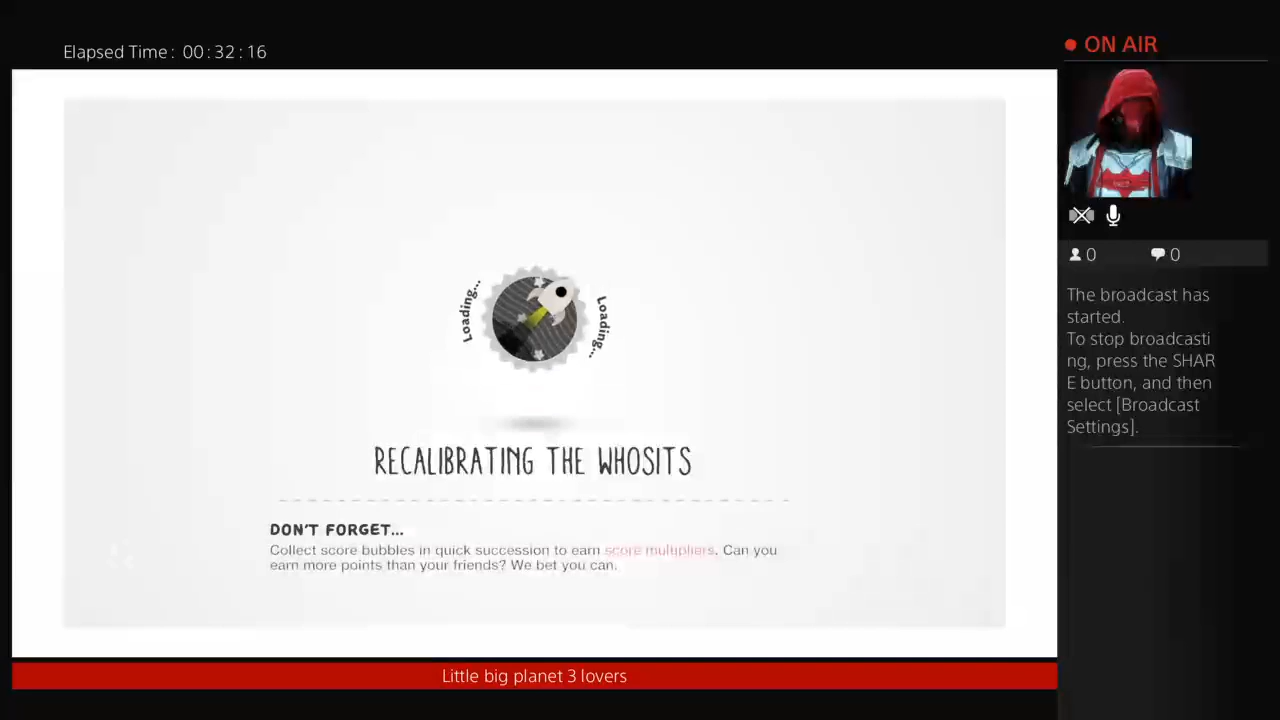 Elapsed Time: 00:32:16
ON AIR
0 0
The broadcast has
started.
To stop broadcasti
ng, press the SHAR
E button, and then
select [Broadcast
Settings].
Loading...
Loading...
RECALIBRATING THE WHOSITS
DON'T FORGET...
Collect score bubbles in quick succession to earn score multipliers. Can you
earn more points than your friends? We bet you can.
Little big planet 3 lovers